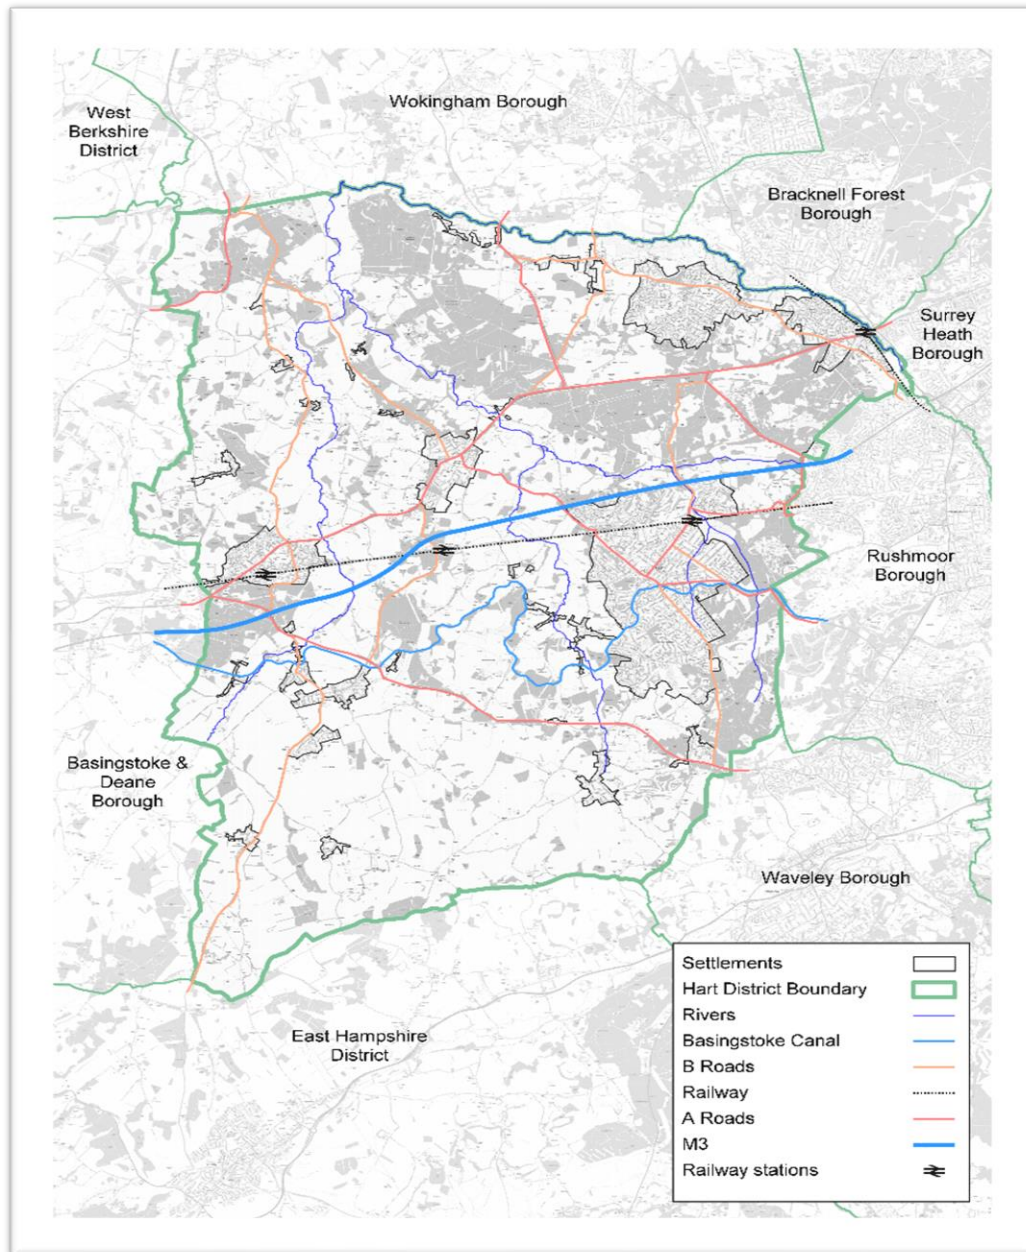 West
Berkshire
District
Wokingham Borough
Bracknell Forest
Borough
Surrey
Heath
Borough
Rushmoor
Borough
Basingstoke &
Deane
Borough
Waveley Borough
East Hampshire
District
Settlements
Hart District Boundary
Rivers
Basingstoke Canal
B Roads
Railway
A Roads
M3
Railway stations